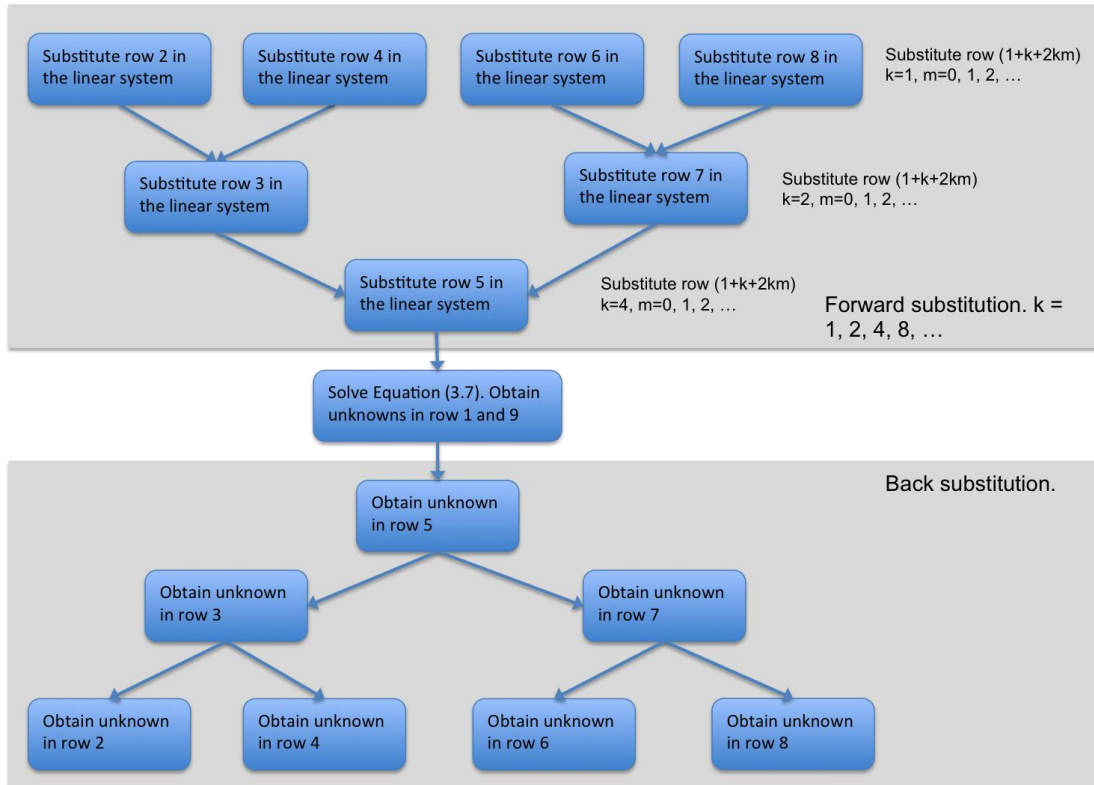 Substitute row 2 in
the linear system
Substitute row 4 in
the linear system
Substitute row 6 in
the linear system
Substitute row 8 in
the linear system
Substitute row (1+k+2km)
k=1, m=0, 1, 2, …
Substitute row 3 in
the linear system
Substitute row 7 in
the linear system
Substitute row (1+k+2km)
k=2, m=0, 1, 2, …
Substitute row 5 in
the linear system
Substitute row (1+k+2km)
k=4, m=0, 1, 2, …
Forward substitution. k =
1, 2, 4, 8, …
Solve Equation (3.7). Obtain
unknowns in row 1 and 9
Back substitution.
Obtain unknown
in row 5
Obtain unknown
in row 3
Obtain unknown
in row 7
Obtain unknown
in row 2
Obtain unknown
in row 4
Obtain unknown
in row 6
Obtain unknown
in row 8